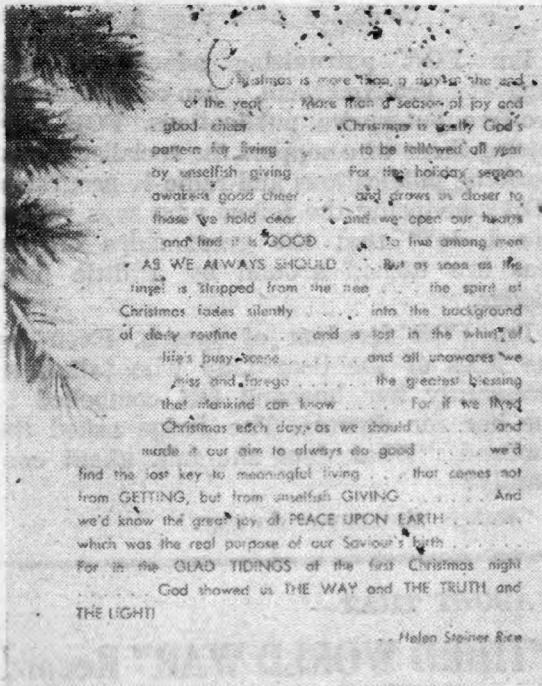 Christmas is more than a day at the end
of the year . . . More than a season of joy and
good cheer . . . . . . . Christmas is really God's
pattern for living . . . . . . to be followed all year
by unselfish giving . . . . For the holiday season
awakens good cheer . . . . and draws us closer to
those we hold dear . . . . and we open our hearts
and find it is GOOD . . . . To live among men
AS WE ALWAYS SHOULD . . . But as soon as the
tinsel is stripped from the tree . . . . the spirit of
Christmas fades silently . . . . . . into the background
of daily routine . . . . . and is lost in the whirl of
life's busy scene . . . . . . and all unawares we
miss and forego . . . . . . the greatest blessing
that mankind can know . . . . . For if we lived
Christmas each day, as we should . . . . . . . and
made it our aim to always do good . . . . . . we'd
find the lost key to meaningful living . . . that comes not
from GETTING, but from unselfish GIVING . . . . . . . And
we'd know the great joy of PEACE UPON EARTH . . . . . . .
which was the real purpose of our Saviour's birth . . . . . .
For in the GLAD TIDINGS of the first Christmas night
. . . . . . . God showed us THE WAY and THE TRUTH and
THE LIGHT!
-- Helen Steiner Rice